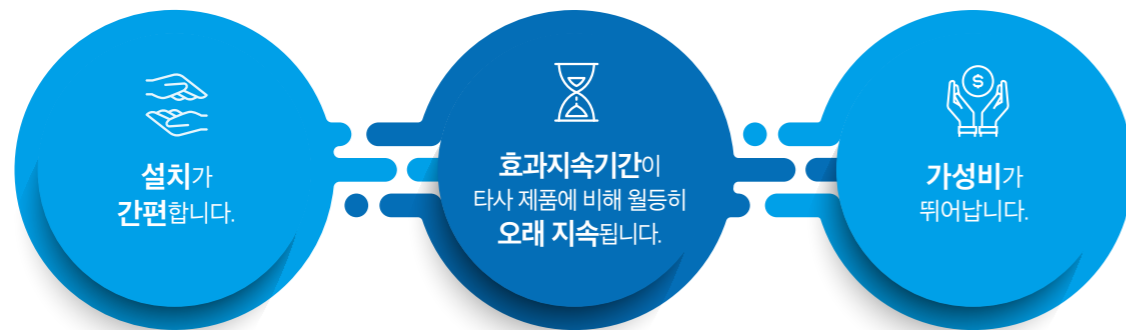 설치가
간편합니다.
효과지속기간이
타사 제품에 비해 월등히
오래 지속됩니다.
$
가성비가
뛰어납니다.